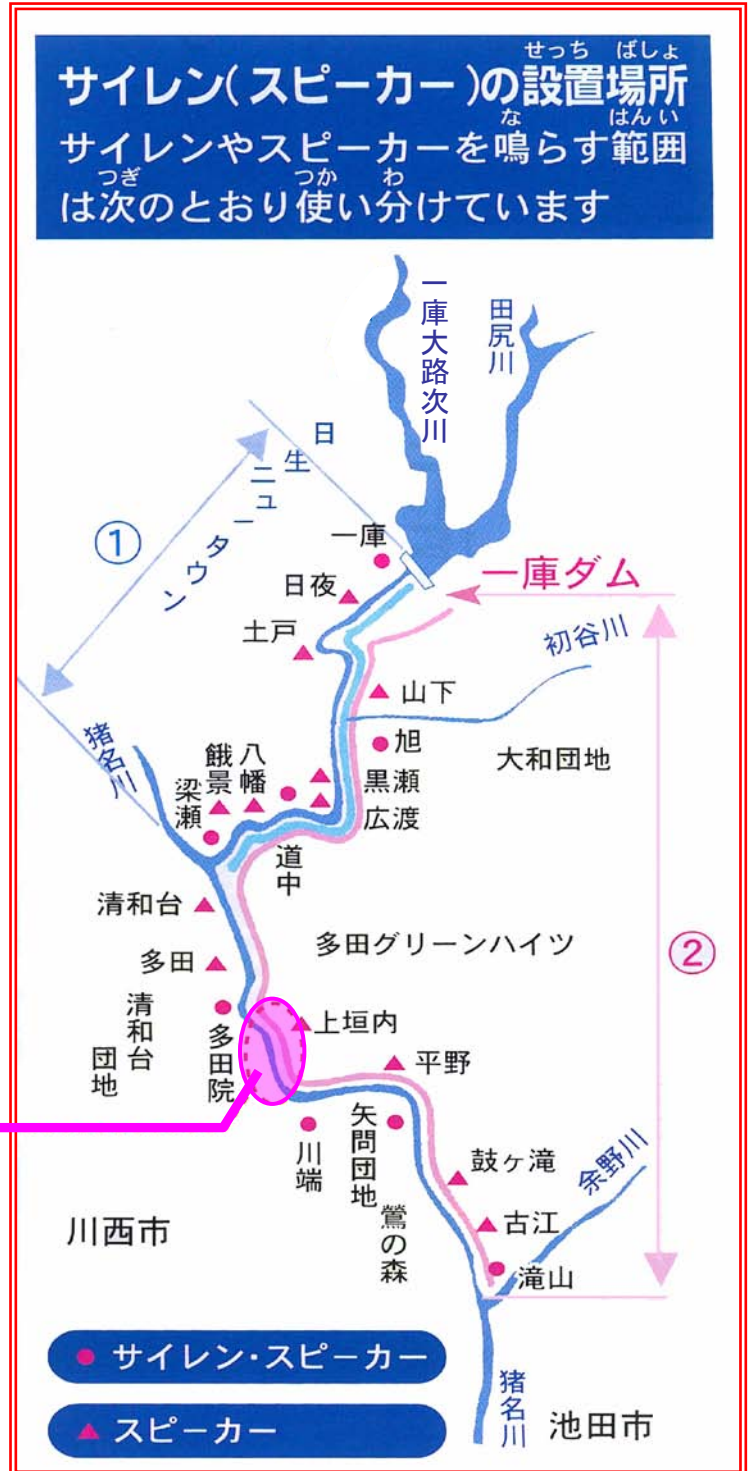 せっち ばしょ
サイレン(スピーカー)の設置場所
な はんい
サイレンやスピーカーを鳴らす範囲
つぎ つか わ
は次のとおり使い分けています
一庫大路次川
田尻川
日生ニュータウン
①
一庫
日夜
一庫ダム
土戸
初谷川
山下
旭
大和団地
猪名川
八幡
餓景
梁瀬
黒瀬
広渡
道中
清和台
多田グリーンハイツ
②
多田
清和台
団地
多田院
上垣内
平野
川端
矢問団地
鼓ヶ滝
余野川
鶯の森
古江
川西市
滝山
サイレン・スピーカー
猪名川
池田市
スピーカー